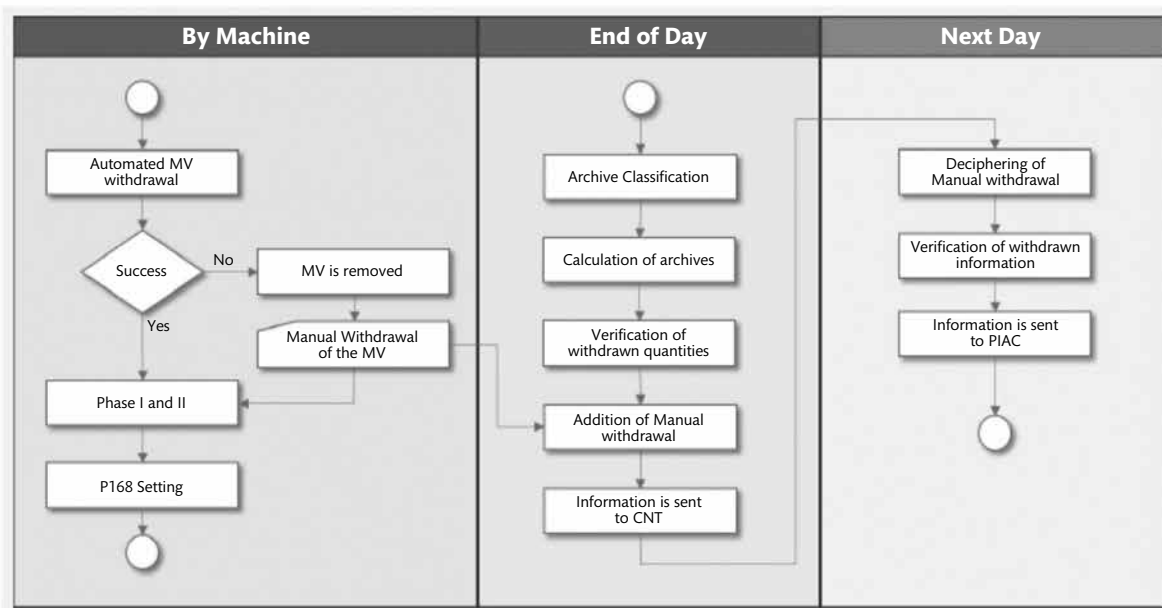 By Machine
End of Day
Next Day
Automated MV
withdrawal
Success
No
Yes
MV is removed
Manual Withdrawal
of the MV
Phase I and II
P168 Setting
Archive Classification
Calculation of archives
Verification of
withdrawn quantities
Addition of Manual
withdrawal
Information is sent
to CNT
Deciphering of
Manual withdrawal
Verification of withdrawn
information
Information is sent
to PIAC